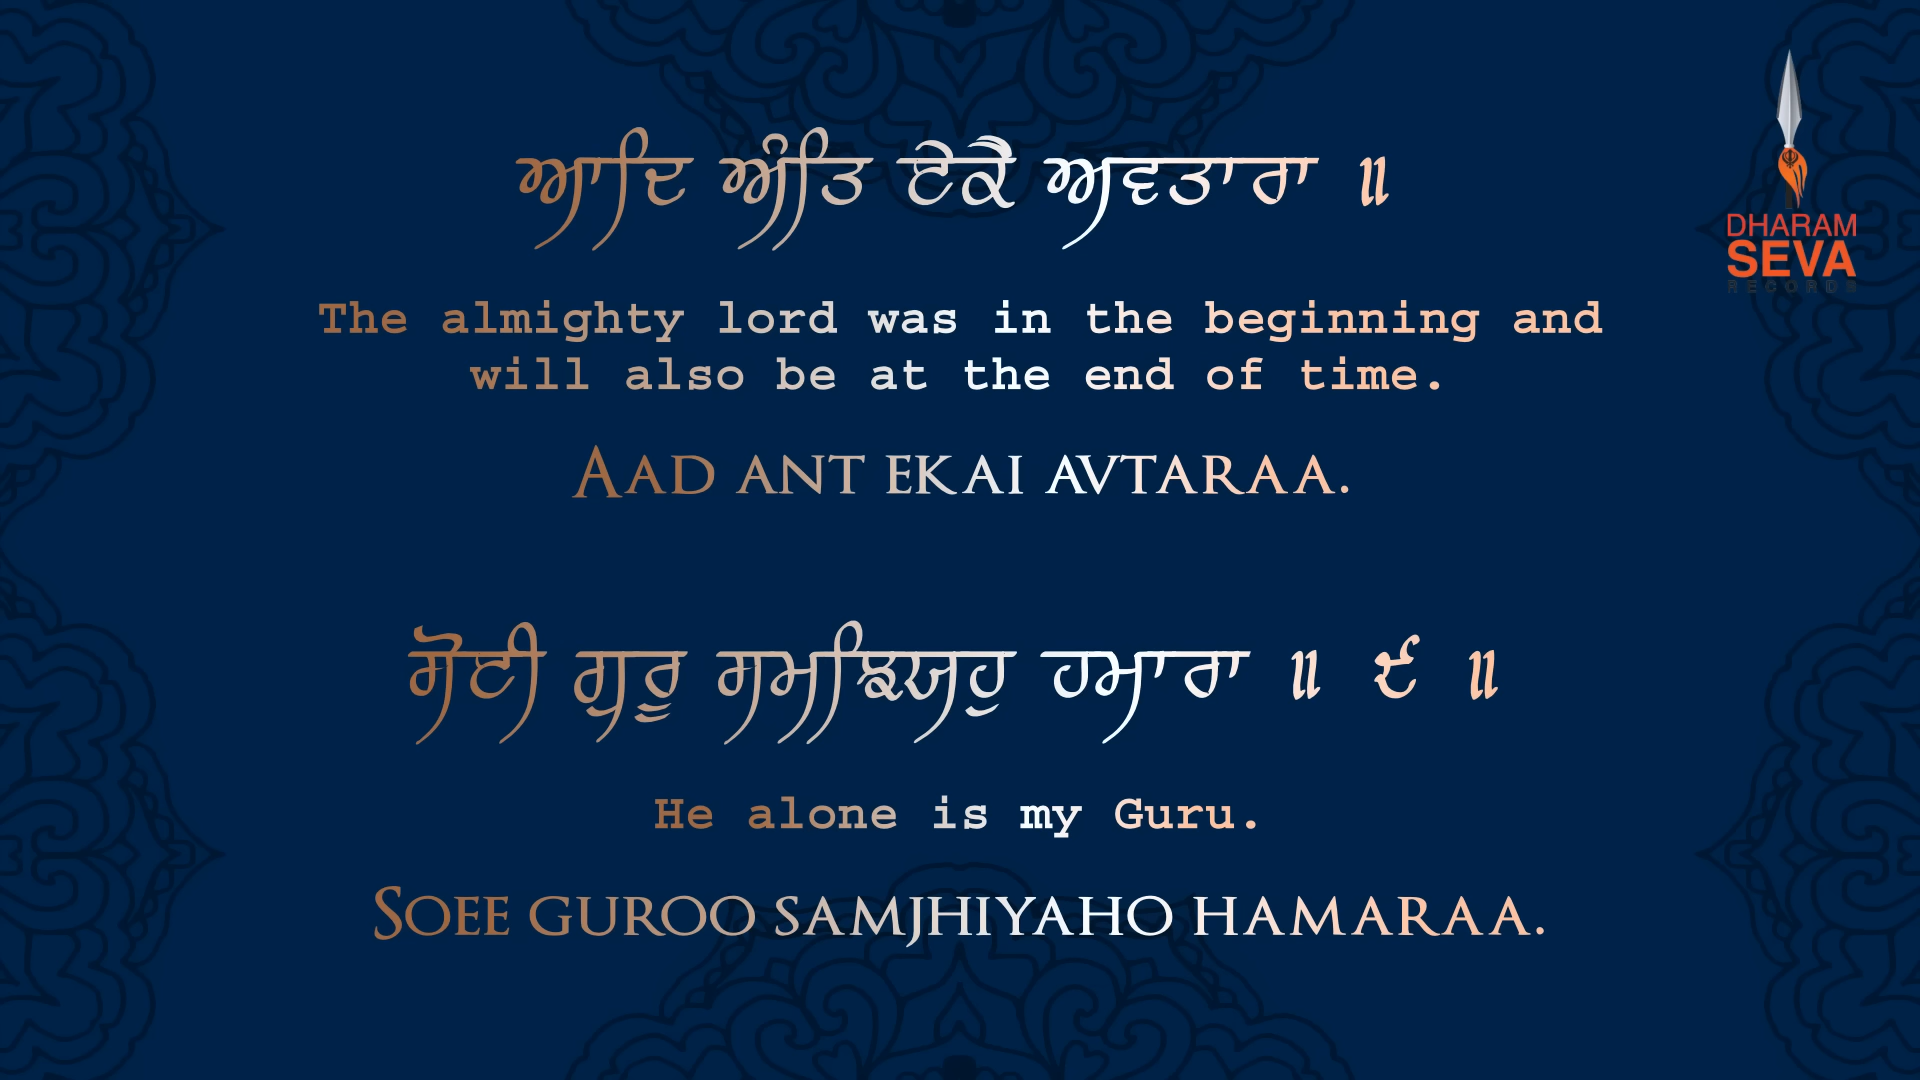 ਆਦਿ ਅੰਤਿ ਏਕੈ ਅਵਤਾਰਾ ॥
The almighty lord was in the beginning and
will also be at the end of time.
AAD ANT EKAI AVTARAA.
ਸੋਈ ਗੁਰੂ ਸਮਝਿਯਹੁ ਹਮਾਰਾ ॥ ੯ ॥
He alone is my Guru.
SOEE GUROO SAMJHIYAHO HAMARAA.
DHARAM
SEVA
RECORDS